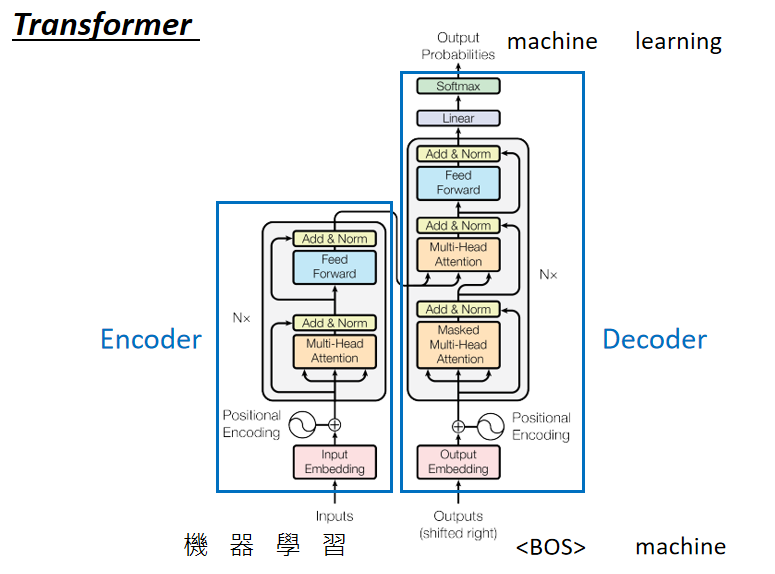 Transformer
Output
Probabilities
machine learning
Softmax
Linear
Add & Norm
Feed
Forward
Add & Norm
Multi-Head
Attention
Nx
Add & Norm
Masked
Multi-Head
Attention
Decoder
Positional
Encoding
Output
Embedding
Outputs
(shifted right)
<BOS> machine
Add & Norm
Feed
Forward
Nx
Add & Norm
Multi-Head
Attention
Encoder
Positional
Encoding
Input
Embedding
Inputs
機 器 學 習